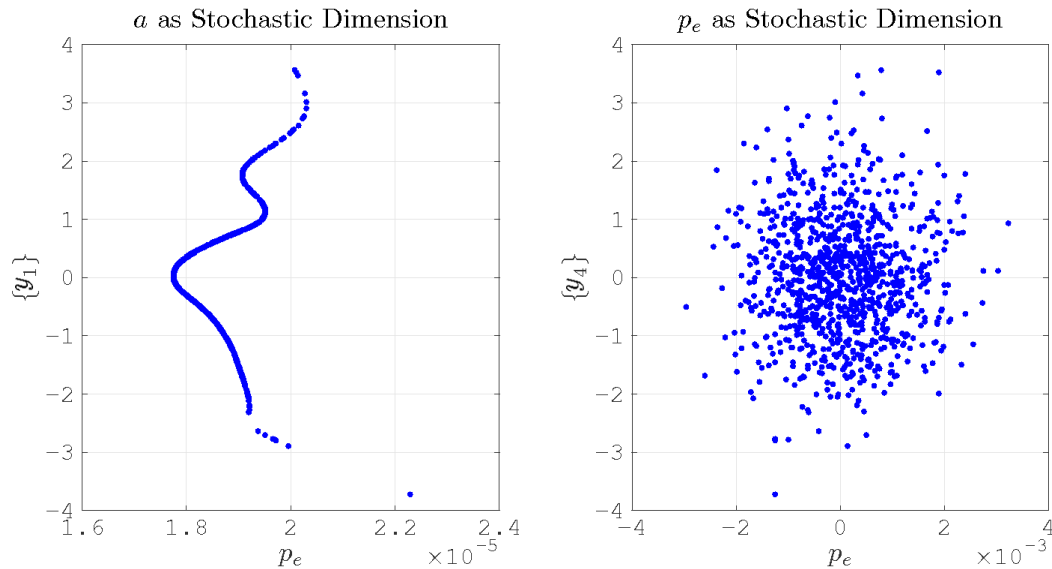 a as Stochastic Dimension
4
3
2
1
0
−1
−2
−3
−4
{y₁}
1.6 1.8 2 2.2 2.4
×10⁻⁵
pₑ
pₑ as Stochastic Dimension
4
3
2
1
0
−1
−2
−3
−4
{y₄}
−4 −2 0 2 4
×10⁻³
pₑ